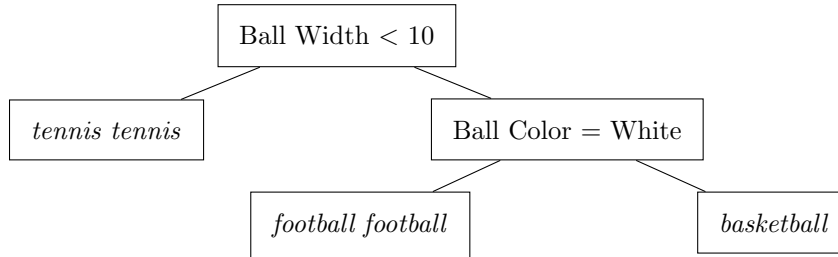 Ball Width < 10
tennis tennis
Ball Color = White
football football
basketball